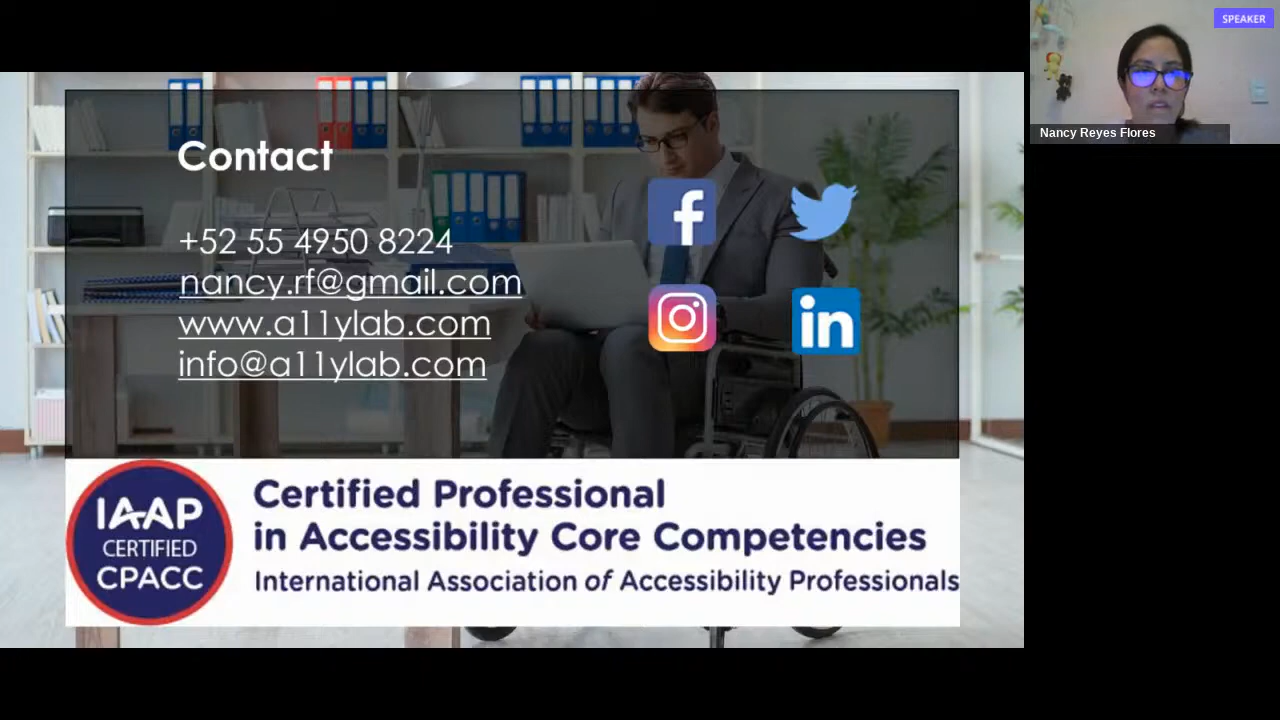 SPEAKER
Nancy Reyes Flores
Contact
+52 55 4950 8224
nancy.rf@gmail.com
www.a11ylab.com
info@a11ylab.com
IAAP
CERTIFIED
CPACC
Certified Professional
in Accessibility Core Competencies
International Association of Accessibility Professionals